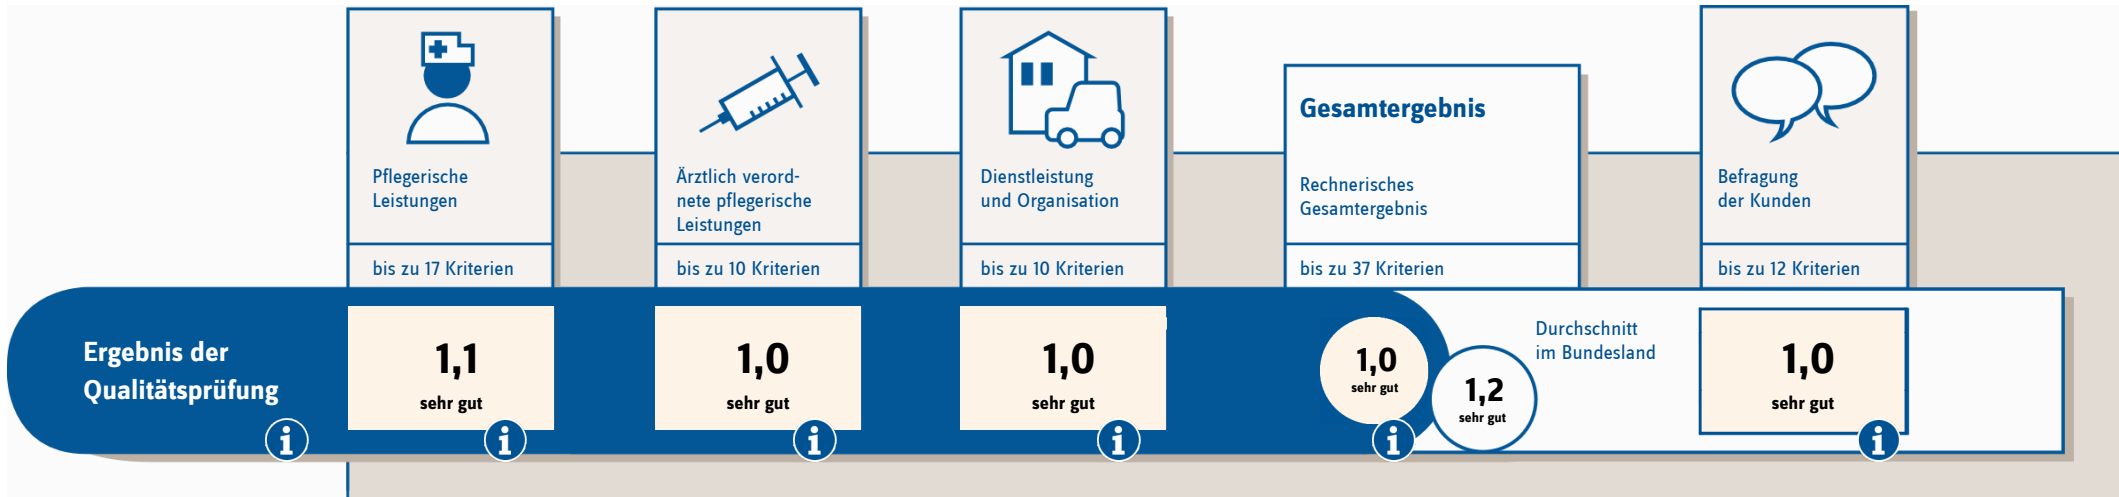 Pflegerische
Leistungen
bis zu 17 Kriterien
Ärztlich verord-
nete pflegerische
Leistungen
bis zu 10 Kriterien
Dienstleistung
und Organisation
bis zu 10 Kriterien
Gesamtergebnis
Rechnerisches
Gesamtergebnis
bis zu 37 Kriterien
Befragung
der Kunden
bis zu 12 Kriterien
Ergebnis der
Qualitätsprüfung
i
1,1
sehr gut
i
1,0
sehr gut
i
1,0
sehr gut
i
1,0
sehr gut
i
1,2
sehr gut
Durchschnitt
im Bundesland
1,0
sehr gut
i